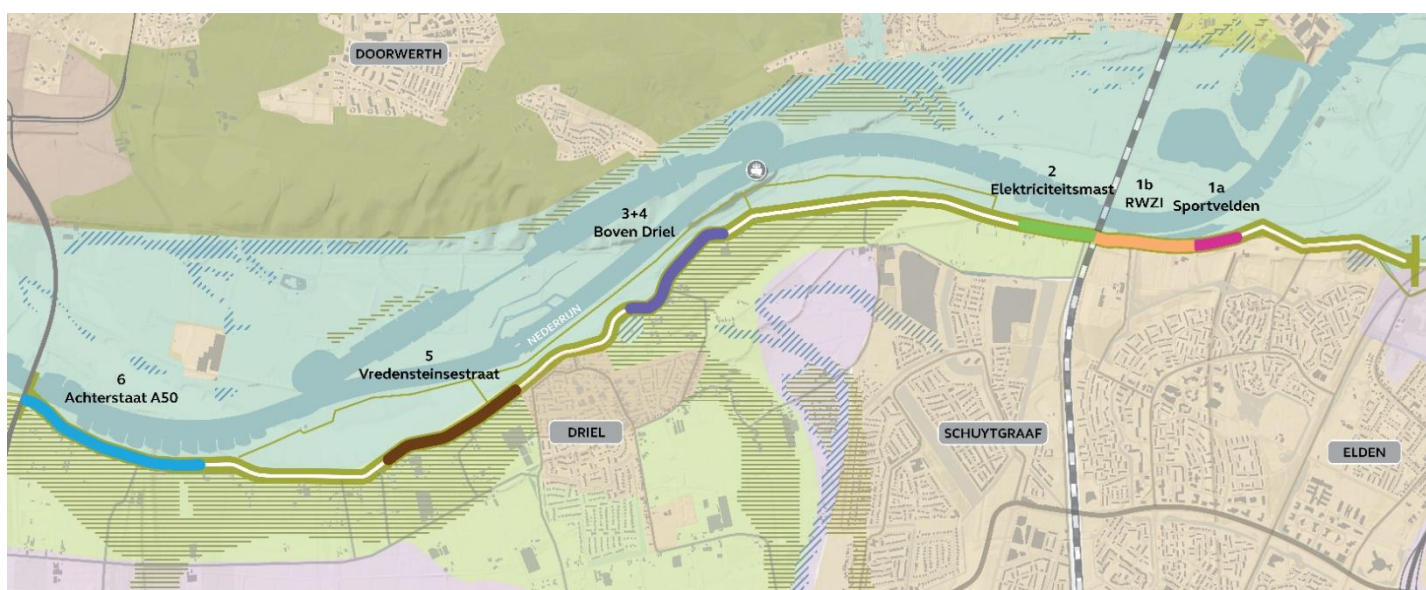 DOORWERTH
2
Elektriciteitsmast
1b
RWZI
1a
Sportvelden
3+4
Boven Driel
NEDERRIJN
5
Vredensteinsestraat
6
Achterstaat A50
DRIEL
SCHUYTGRAAF
ELDEN